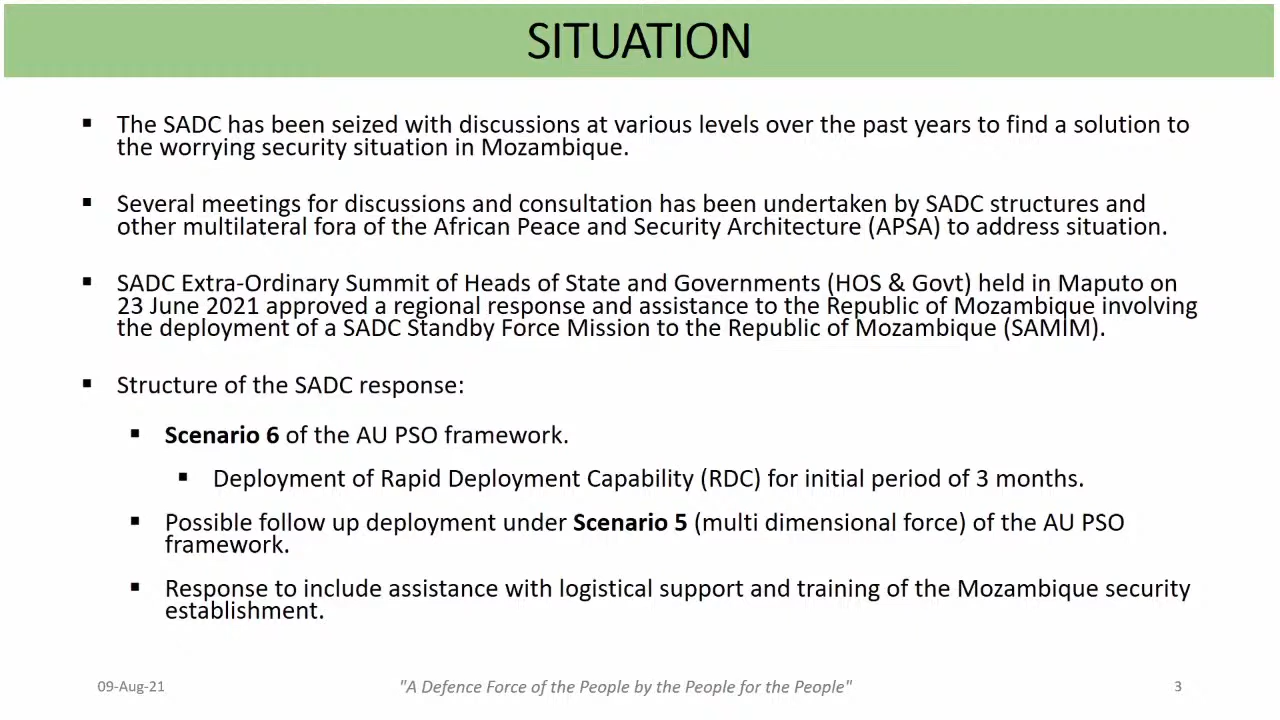 SITUATION
▪ The SADC has been seized with discussions at various levels over the past years to find a solution to
the worrying security situation in Mozambique.
▪ Several meetings for discussions and consultation has been undertaken by SADC structures and
other multilateral fora of the African Peace and Security Architecture (APSA) to address situation.
▪ SADC Extra-Ordinary Summit of Heads of State and Governments (HOS & Govt) held in Maputo on
23 June 2021 approved a regional response and assistance to the Republic of Mozambique involving
the deployment of a SADC Standby Force Mission to the Republic of Mozambique (SAMIM).
▪ Structure of the SADC response:
▪ Scenario 6 of the AU PSO framework.
▪ Deployment of Rapid Deployment Capability (RDC) for initial period of 3 months.
▪ Possible follow up deployment under Scenario 5 (multi dimensional force) of the AU PSO
framework.
▪ Response to include assistance with logistical support and training of the Mozambique security
establishment.
09-Aug-21
"A Defence Force of the People by the People for the People"
3